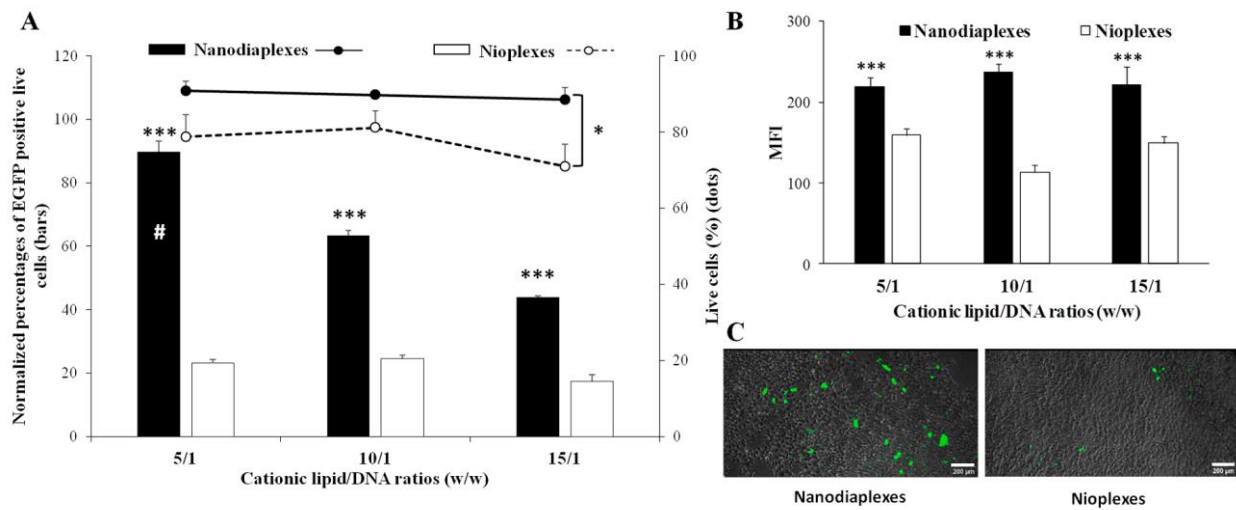 A
Nanodiaplexes
Nioplexes
120
100
80
60
40
20
0
Normalized percentages of EGFP positive live
cells (bars)
100
80
60
40
20
0
Live cells (%) (dots)
***
#
***
***
*
5/1
10/1
15/1
Cationic lipid/DNA ratios (w/w)
B
300
200
100
0
MFI
Nanodiaplexes
Nioplexes
***
***
***
5/1
10/1
15/1
Cationic lipid/DNA ratios (w/w)
C
200 µm
200 µm
Nanodiaplexes
Nioplexes